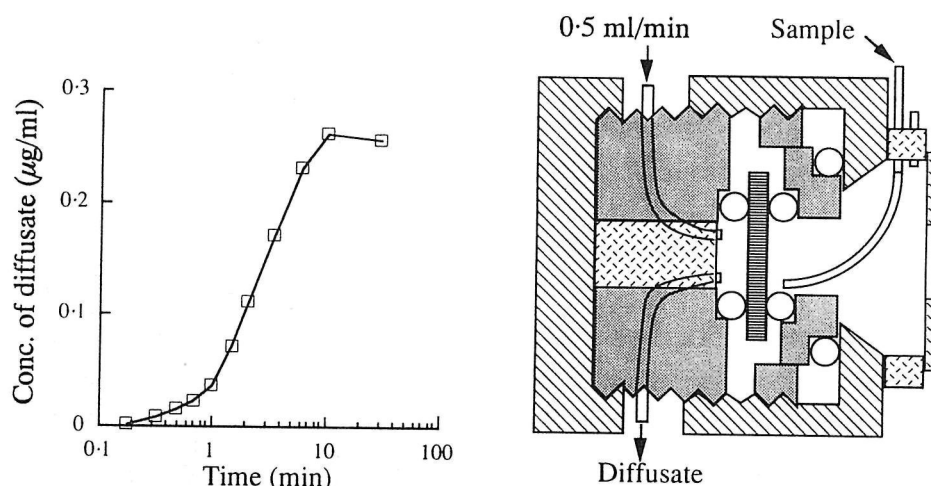 Conc. of diffusate (μg/ml)
0·3
0·2
0·1
0
0·1
1
10
100
Time (min)
0·5 ml/min
Sample
Diffusate